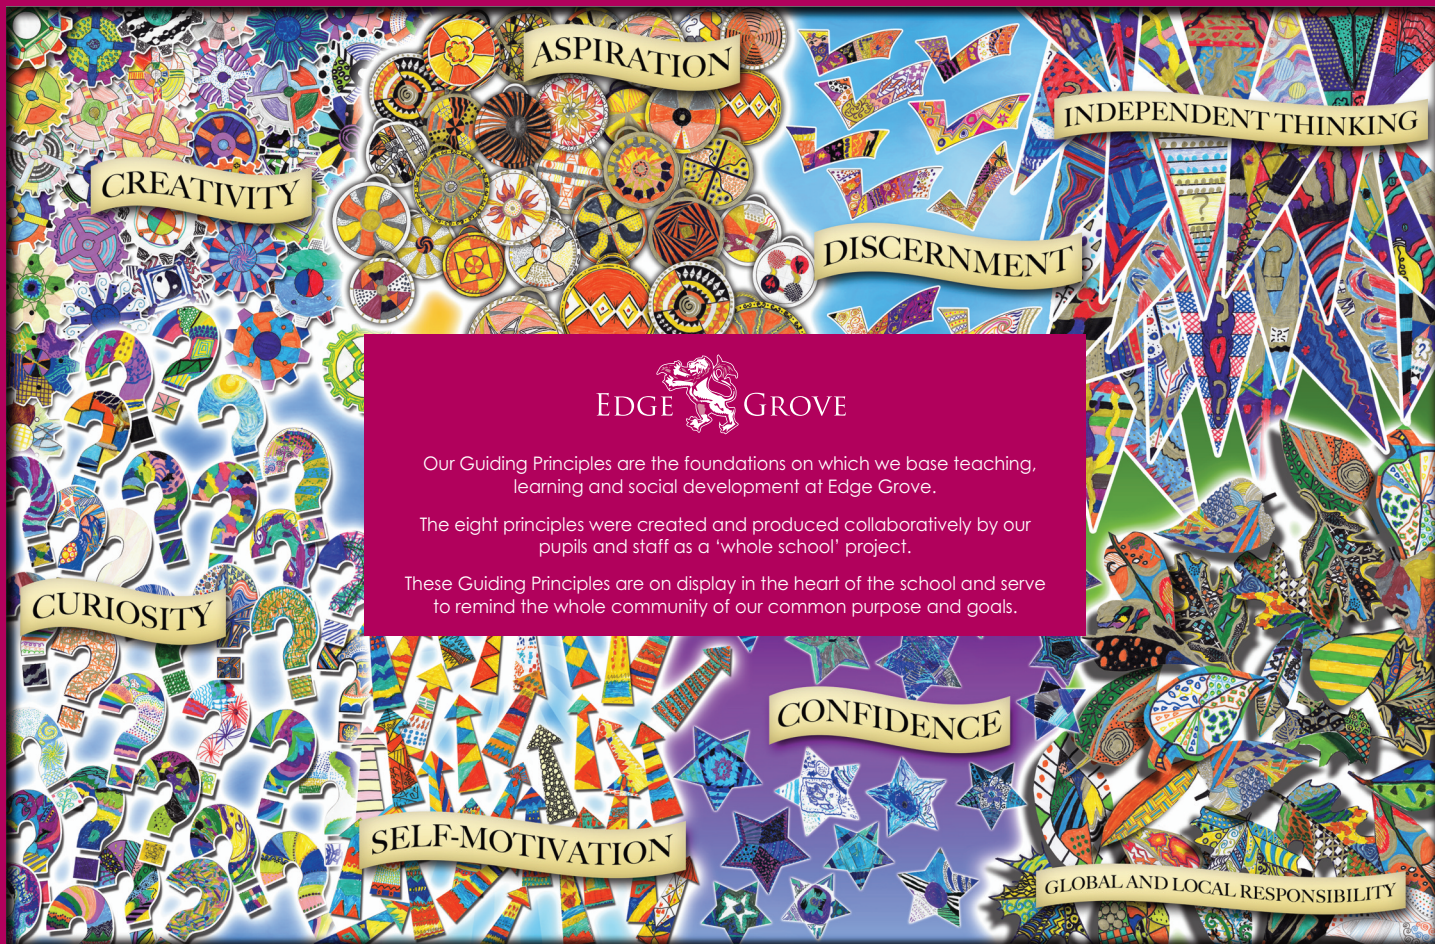 ASPIRATION
INDEPENDENT THINKING
CREATIVITY
DISCERNMENT
EDGE GROVE
Our Guiding Principles are the foundations on which we base teaching,
learning and social development at Edge Grove.
The eight principles were created and produced collaboratively by our
pupils and staff as a ‘whole school’ project.
These Guiding Principles are on display in the heart of the school and serve
to remind the whole community of our common purpose and goals.
CURIOSITY
CONFIDENCE
SELF-MOTIVATION
GLOBAL AND LOCAL RESPONSIBILITY